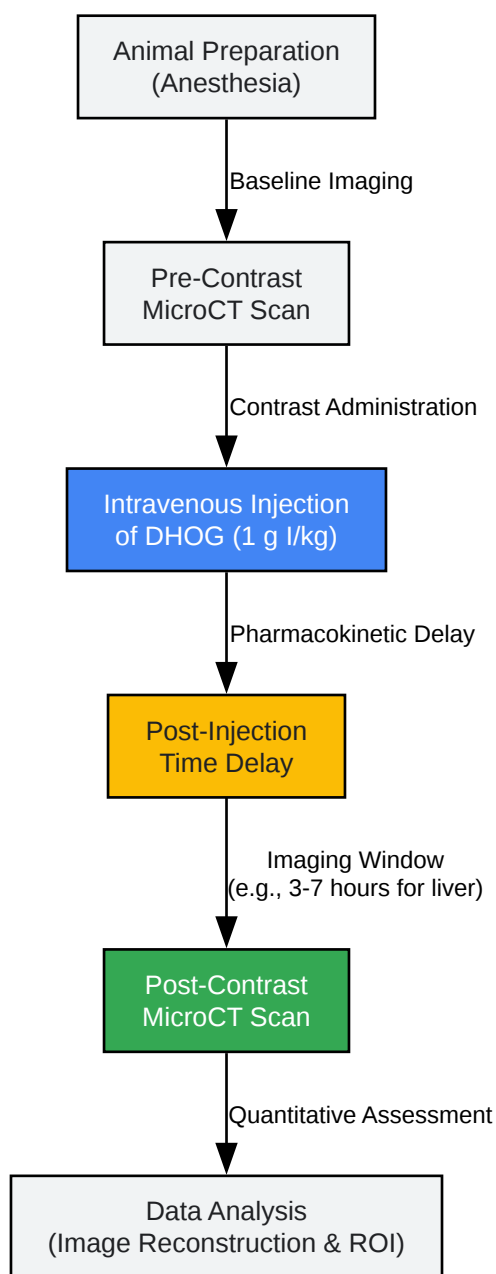 Animal Preparation
(Anesthesia)
Baseline Imaging
Pre-Contrast
MicroCT Scan
Contrast Administration
Intravenous Injection
of DHOG (1 g I/kg)
Pharmacokinetic Delay
Post-Injection
Time Delay
Imaging Window
(e.g., 3-7 hours for liver)
Post-Contrast
MicroCT Scan
Quantitative Assessment
Data Analysis
(Image Reconstruction & ROI)